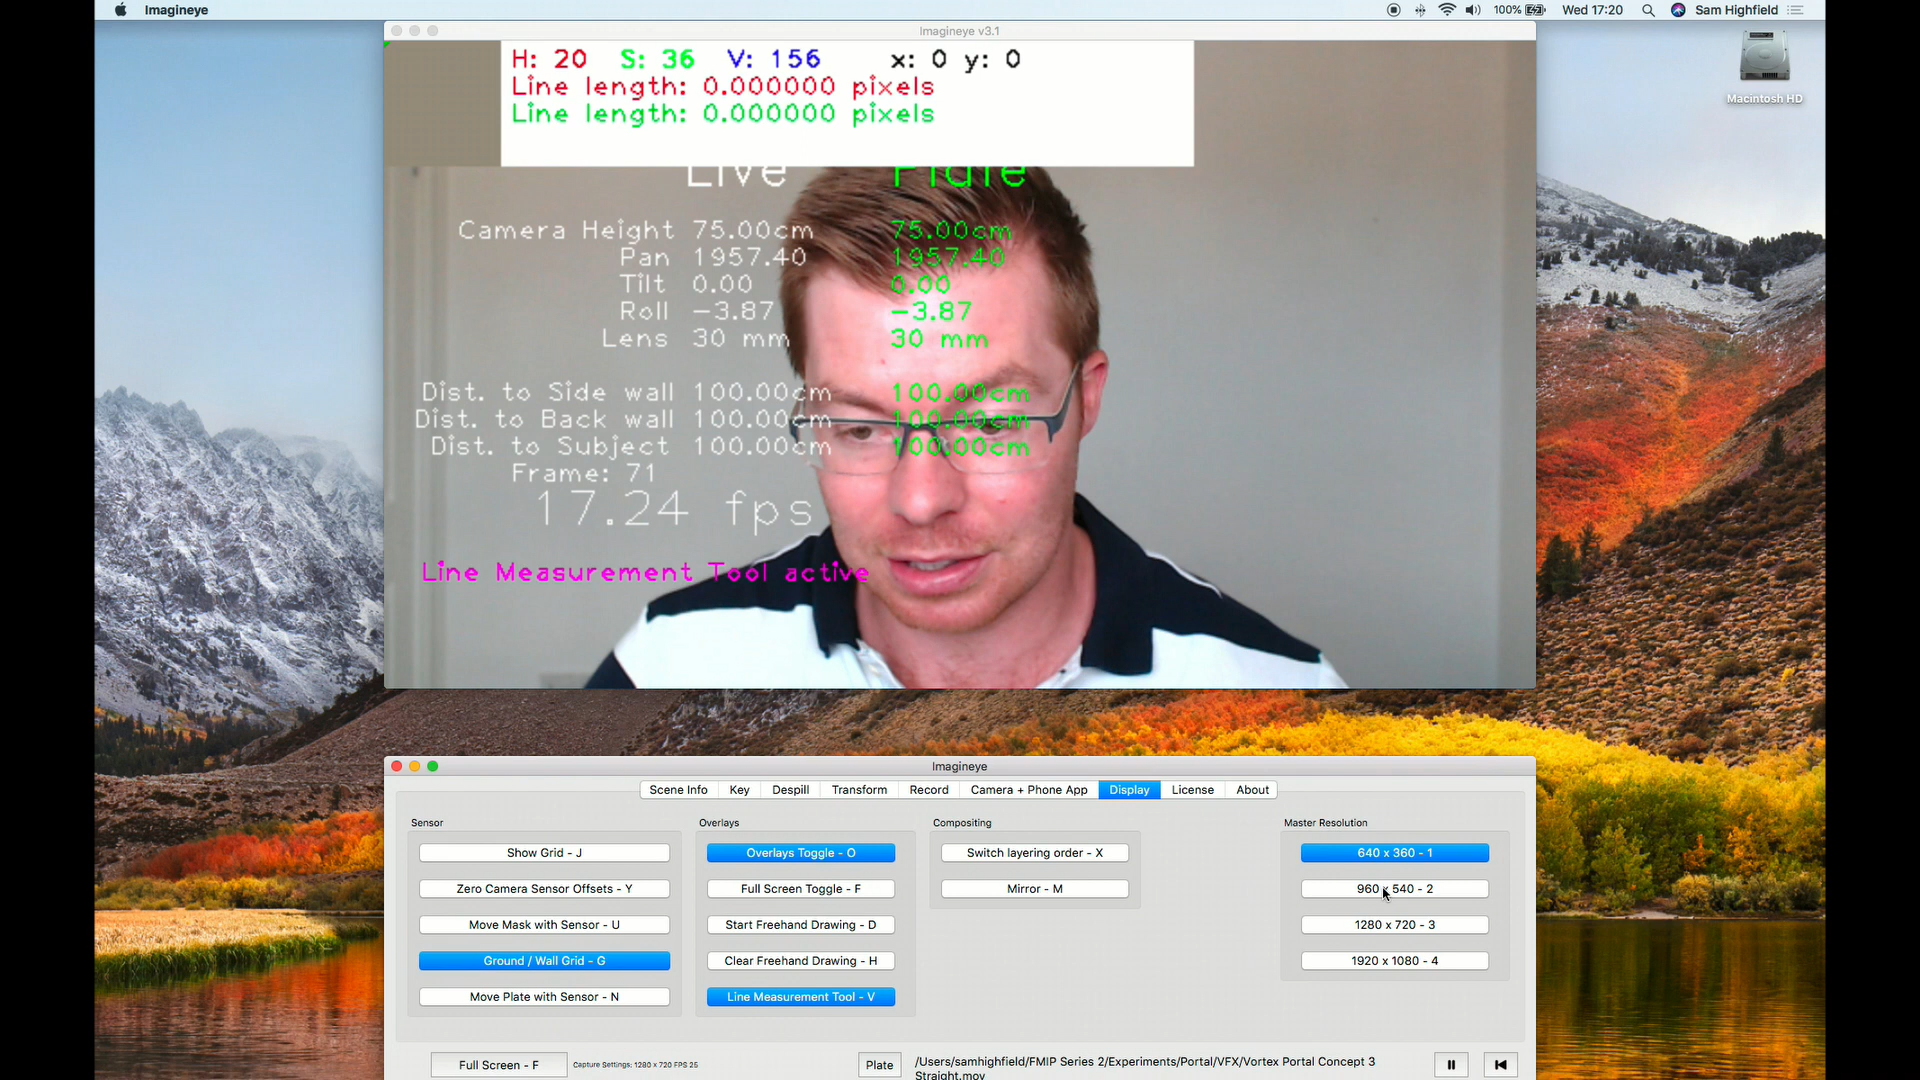 Imagineye
100%
Wed 17:20
Sam Highfield
Imagineye v3.1
Macintosh HD
H: 20 S: 36 V: 156 x: 0 y: 0
Line length: 0.000000 pixels
Line length: 0.000000 pixels
Live Plate
Camera Height 75.00cm 75.00cm
Pan 1957.40 1957.40
Tilt 0.00 0.00
Roll -3.87 -3.87
Lens 30 mm 30 mm
Dist. to Side wall 100.00cm 100.00cm
Dist. to Back wall 100.00cm 100.00cm
Dist. to Subject 100.00cm 100.00cm
Frame: 71
17.24 fps
Line Measurement Tool active
Imagineye
Scene Info Key Despill Transform Record Camera + Phone App Display License About
Sensor
Show Grid - J
Zero Camera Sensor Offsets - Y
Move Mask with Sensor - U
Ground / Wall Grid - G
Move Plate with Sensor - N
Overlays
Overlays Toggle - O
Full Screen Toggle - F
Start Freehand Drawing - D
Clear Freehand Drawing - H
Line Measurement Tool - V
Compositing
Switch layering order - X
Mirror - M
Master Resolution
640 x 360 - 1
960 x 540 - 2
1280 x 720 - 3
1920 x 1080 - 4
Full Screen - F
Capture Settings: 1280 x 720 FPS 25
Plate
/Users/samhighfield/FMIP Series 2/Experiments/Portal/VFX/Vortex Portal Concept 3
Straight.mov